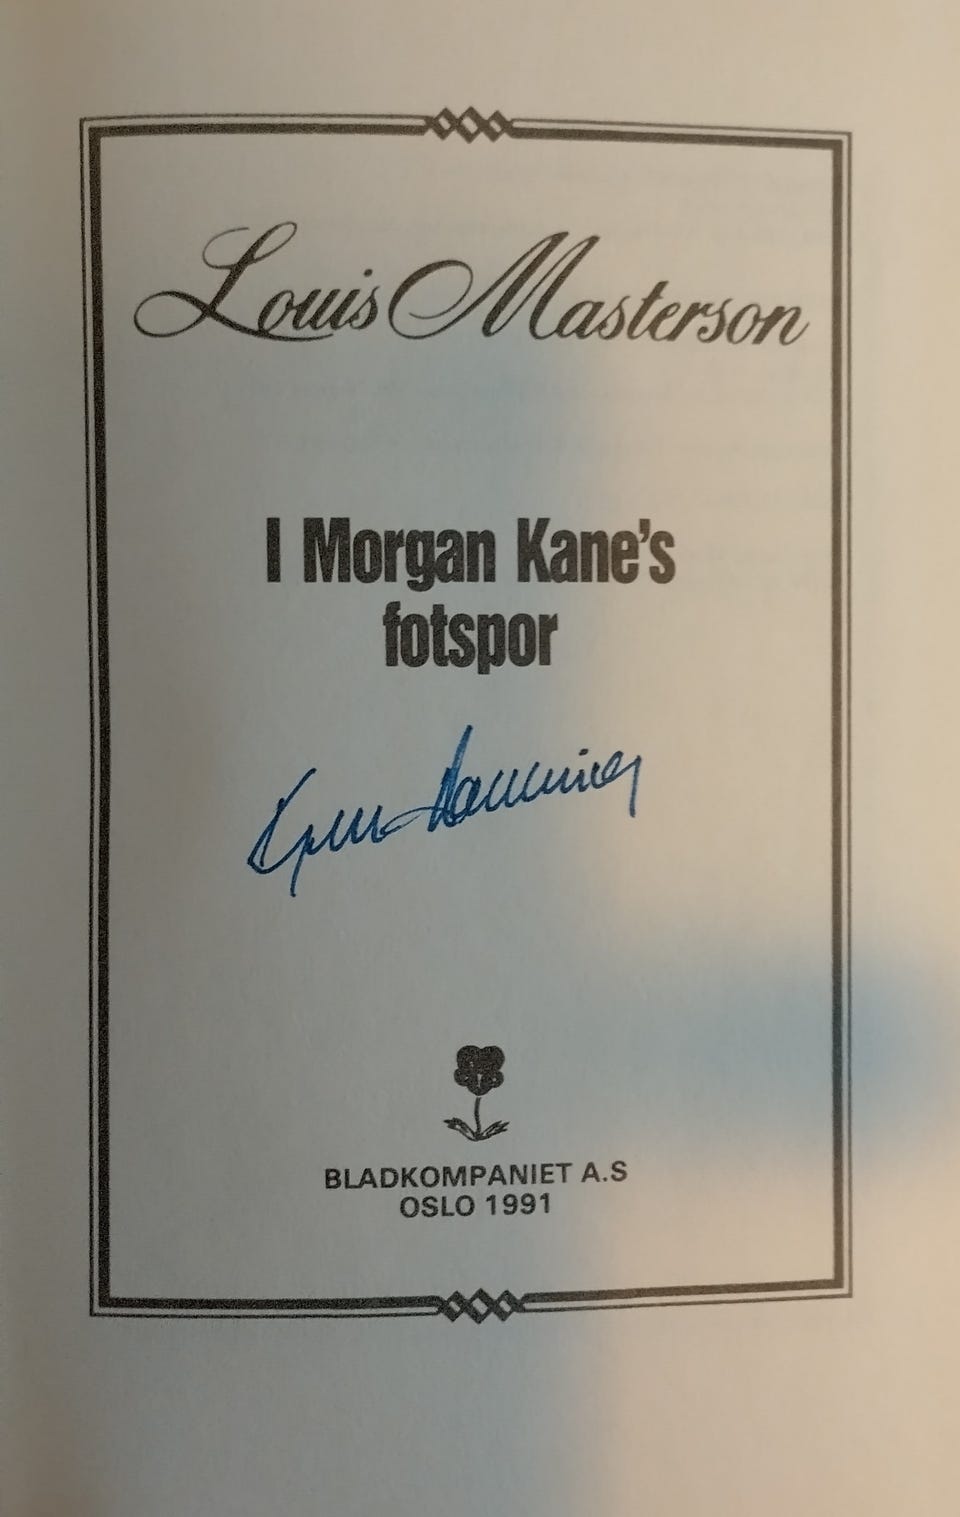 Louis Masterson
I Morgan Kane's
fotspor
BLADKOMPANIET A.S
OSLO 1991